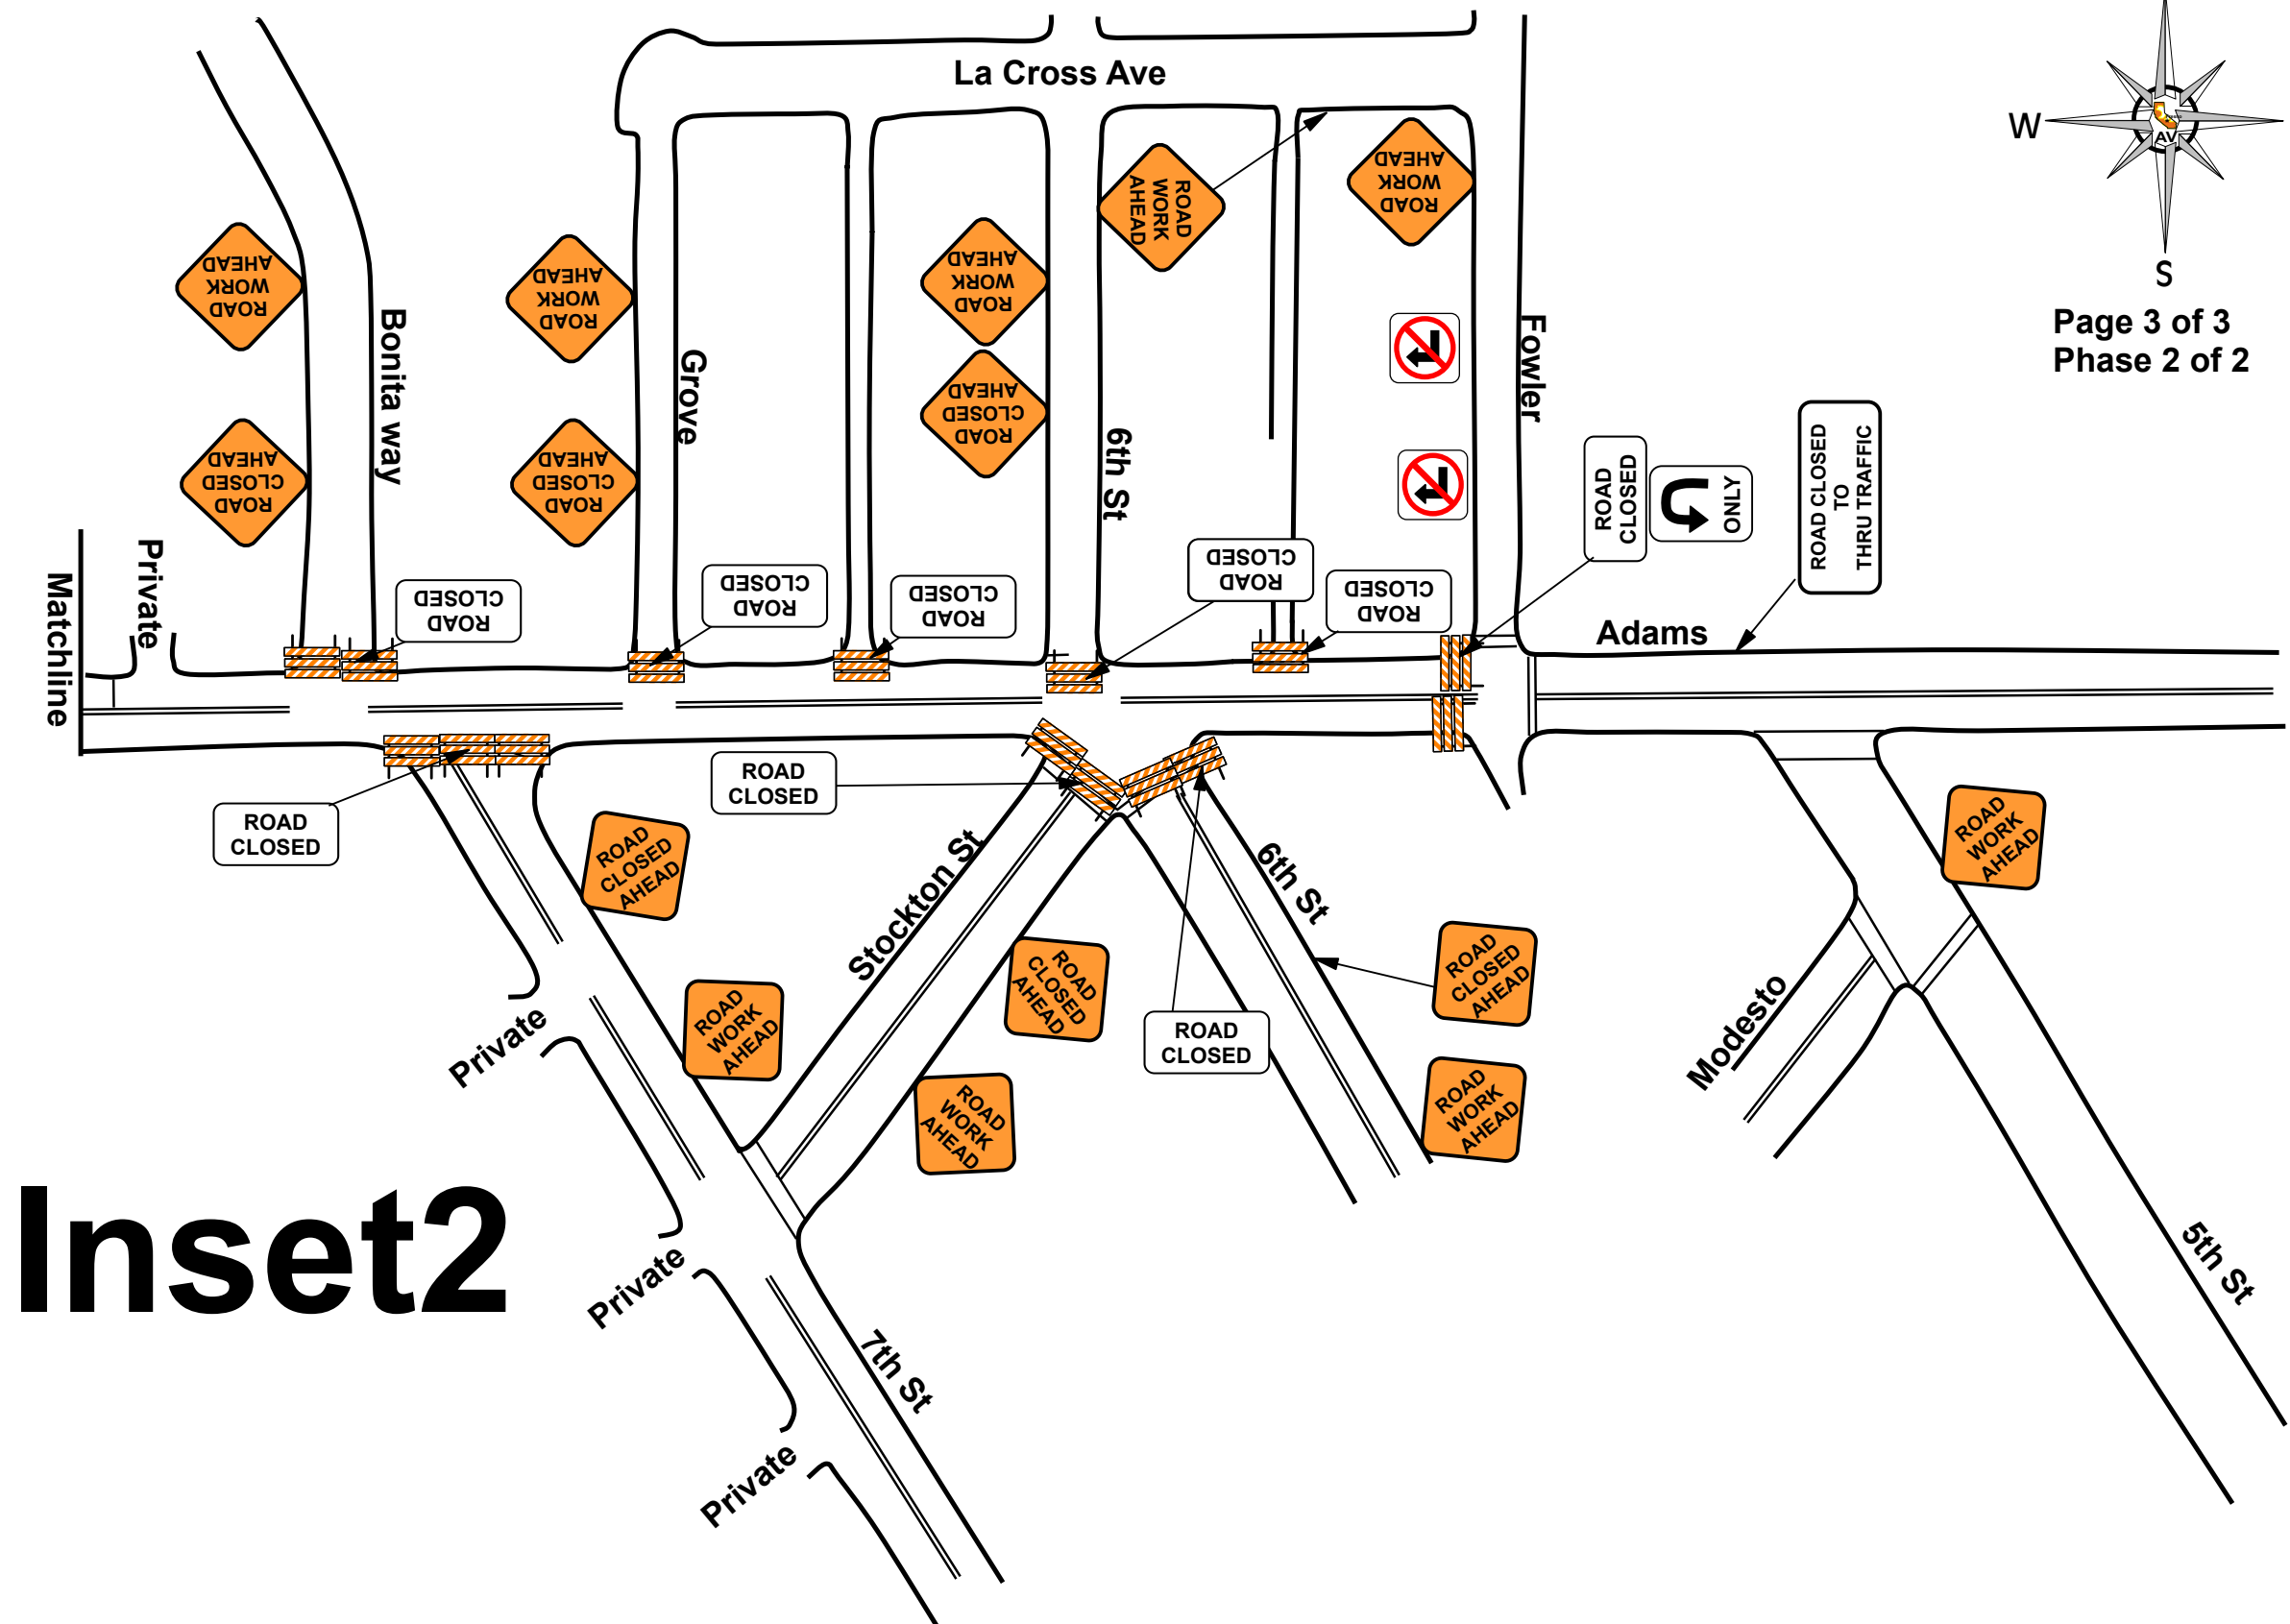 La Cross Ave
W
AV
S
Page 3 of 3
Phase 2 of 2
ROAD
WORK
AHEAD
ROAD
WORK
AHEAD
ROAD
WORK
AHEAD
ROAD
WORK
AHEAD
ROAD
WORK
AHEAD
Bonita way
Grove
6th St
Fowler
ROAD
CLOSED
AHEAD
ROAD
CLOSED
AHEAD
ROAD
CLOSED
AHEAD
ROAD
CLOSED
ONLY
ROAD CLOSED
TO
THRU TRAFFIC
Matchline
Private
ROAD
CLOSED
ROAD
CLOSED
ROAD
CLOSED
ROAD
CLOSED
ROAD
CLOSED
Adams
ROAD
CLOSED
ROAD
CLOSED
ROAD
CLOSED
AHEAD
Stockton St
6th St
ROAD
WORK
AHEAD
ROAD
WORK
AHEAD
ROAD
CLOSED
AHEAD
ROAD
CLOSED
ROAD
CLOSED
AHEAD
Modesto
Private
ROAD
WORK
AHEAD
ROAD
WORK
AHEAD
Inset2
Private
7th St
5th St
Private